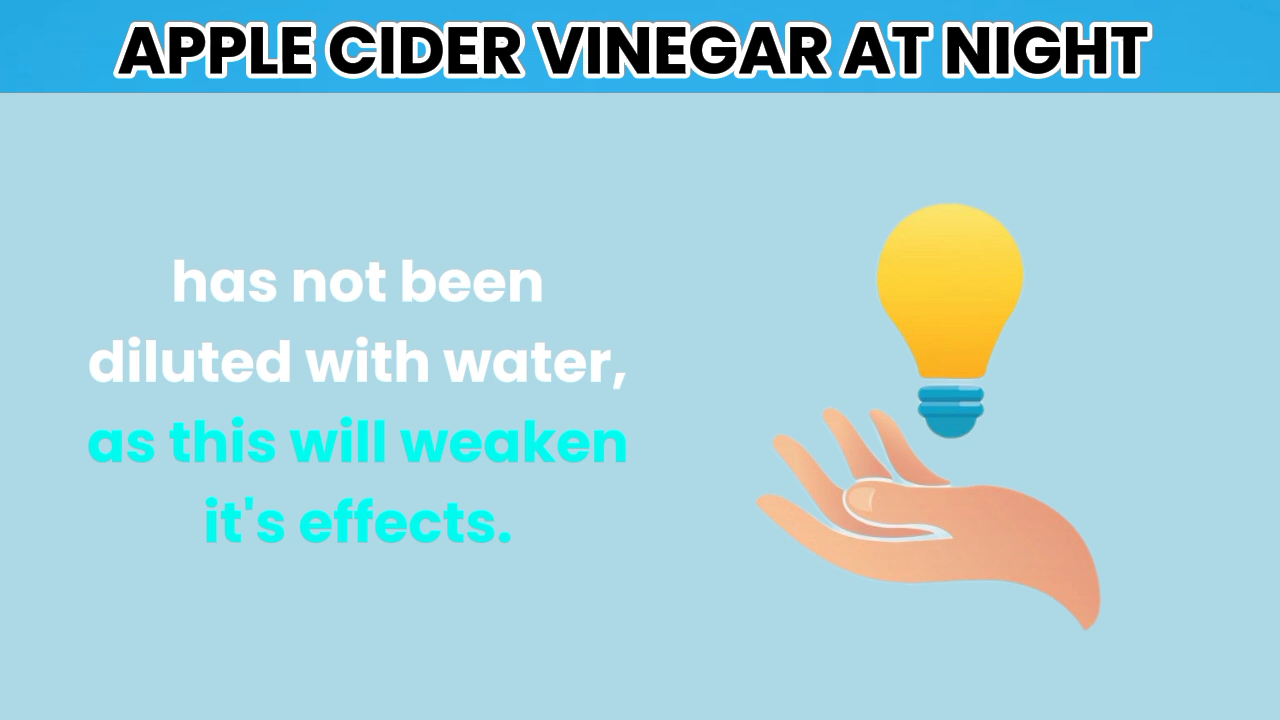 APPLE CIDER VINEGAR AT NIGHT
has not been
diluted with water,
as this will weaken
it's effects.